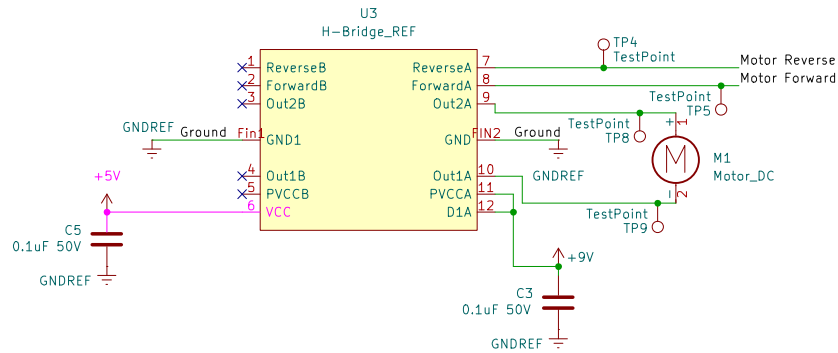 U3
H-Bridge_REF
1 ReverseB
2 ForwardB
3 Out2B
GNDREF Ground Fin1 GND1
4 Out1B
5 PVCCB
6 VCC
+5V
C5
0.1uF 50V
GNDREF
ReverseA 7
ForwardA 8
Out2A 9
GND FIN2 Ground
GNDREF
Out1A 10
PVCCA 11
D1A 12
TP4
TestPoint
Motor Reverse
Motor Forward
TestPoint
TP5
TestPoint
TP8
+ 1
M
M1
Motor_DC
- 2
TestPoint
TP9
+9V
C3
0.1uF 50V
GNDREF